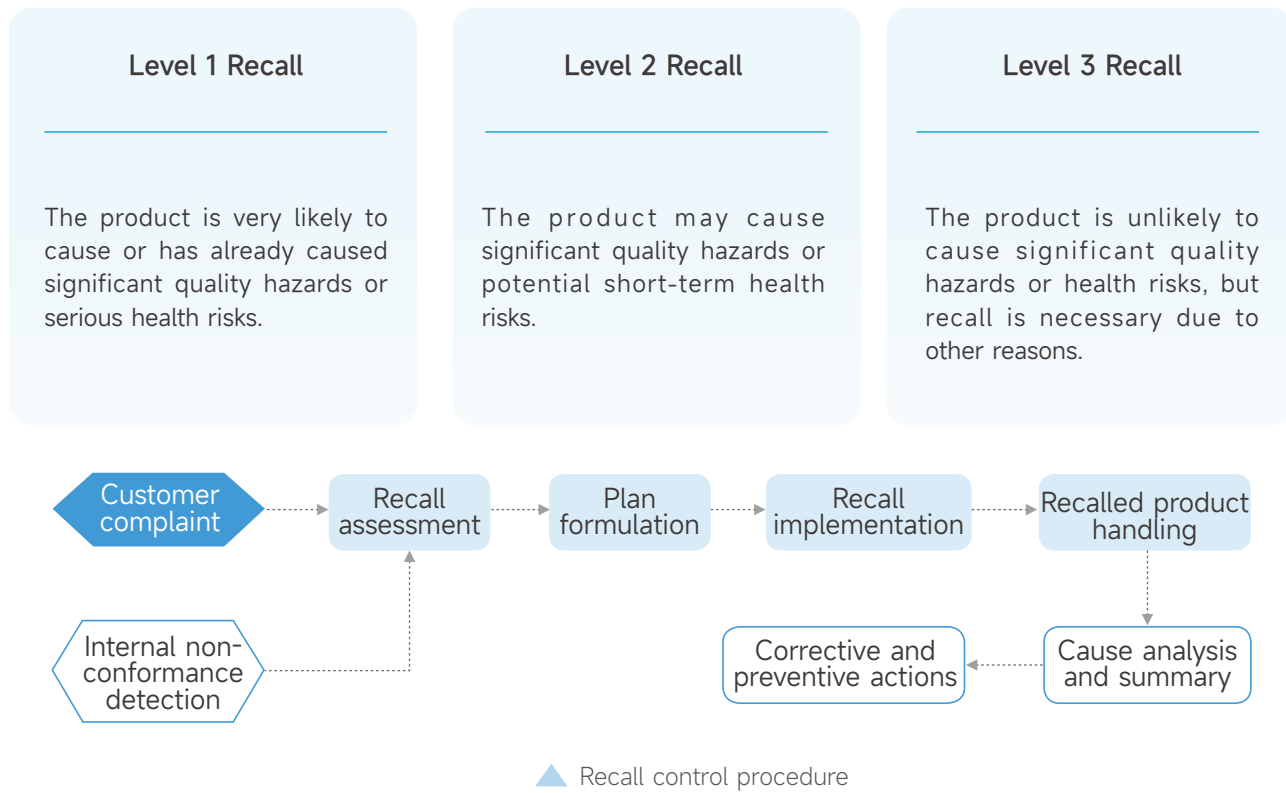 Level 1 Recall
The product is very likely to
cause or has already caused
significant quality hazards or
serious health risks.
Level 2 Recall
The product may cause
significant quality hazards or
potential short-term health
risks.
Level 3 Recall
The product is unlikely to
cause significant quality
hazards or health risks, but
recall is necessary due to
other reasons.
Customer
complaint
Recall
assessment
Plan
formulation
Recall
implementation
Recalled product
handling
Internal non-
conformance
detection
Corrective and
preventive actions
Cause analysis
and summary
Recall control procedure